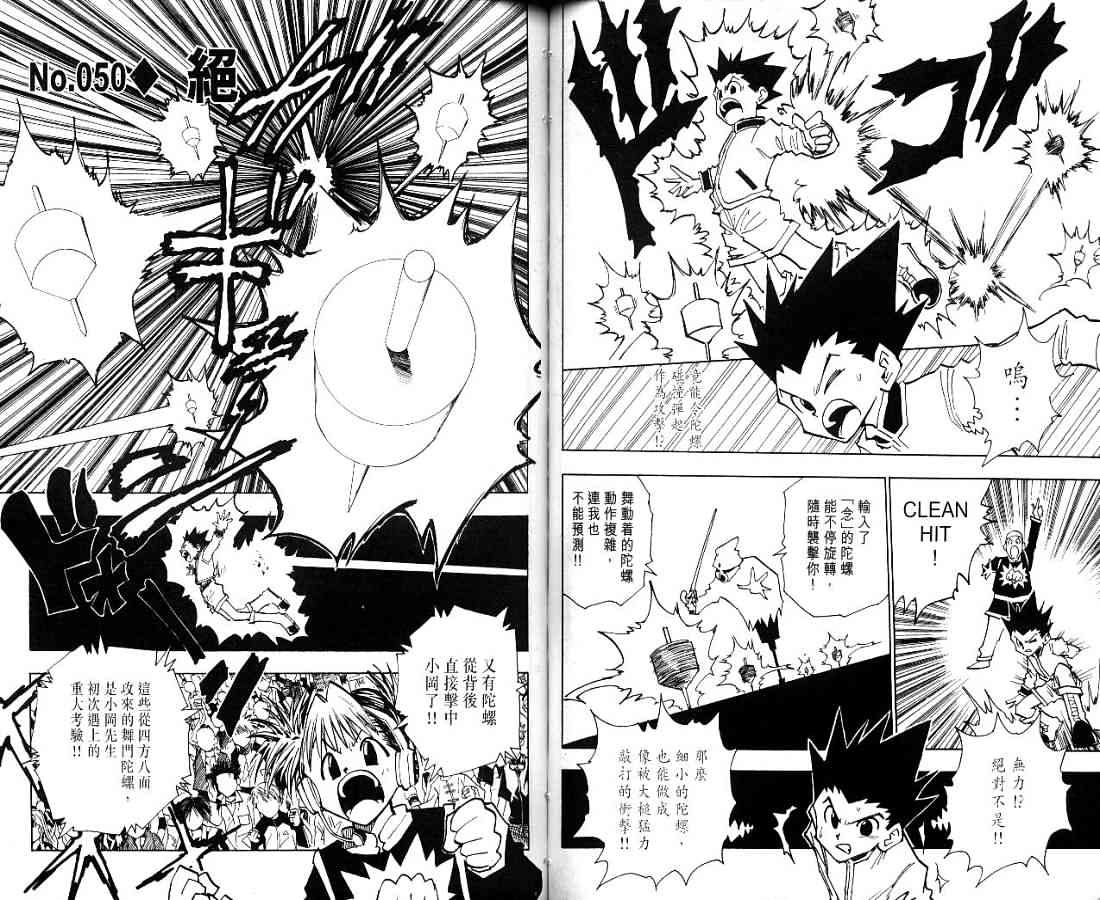 嗚…
竟能令陀螺
碰撞彈起
作為攻擊!?
CLEAN
HIT
!
輸入了
「念」的陀螺
能不停旋轉，
隨時襲擊你！
舞動着的陀螺
動作複雜，
連我也
不能預測!!
無力!?
絕對不是!!
那麼
細小的陀螺，
也能做成
像被大槌猛力
敲打的衝擊!!
No.050◆ 絕
又有陀螺
從背後
直接擊中
小岡了!!
這些從四方八面
攻來的舞鬥陀螺，
是小岡先生
初次遇上的
重大考驗!!